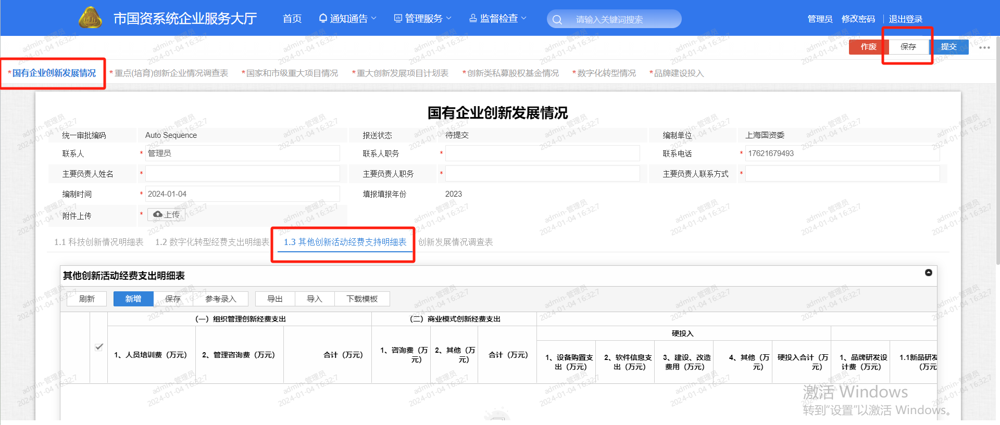 市国资系统企业服务大厅 首页 通知通告 管理服务 监督检查 请输入关键词搜索 管理员 修改密码 退出登录
作废 保存 提交
*国有企业创新发展情况 *重点(培育)创新企业情况调查表 *国家和市级重大项目情况 *重大创新发展项目计划表 *创新类私募股权基金情况 *数字化转型情况 *品牌建设投入
国有企业创新发展情况
统一审批编码 Auto Sequence 报送状态 待提交 编制单位 上海国资委
联系人 * 管理员 联系人职务 * 联系电话 * 17621679493
主要负责人姓名 * 主要负责人职务 * 主要负责人联系方式 *
编制时间 * 2024-01-04 填报填报年份 2023
附件上传 * 上传
1.1 科技创新情况明细表 1.2 数字化转型经费支出明细表 1.3 其他创新活动经费支持明细表 创新发展情况调查表
其他创新活动经费支出明细表
刷新 新增 保存 参考录入 导出 导入 下载模板
（一）组织管理创新经费支出 （二）商业模式创新经费支出
硬投入
1、人员培训费（万元） 2、管理咨询费（万元） 合计（万元） 1、咨询费（万元） 2、其他（万元） 合计（万元） 1、设备购置支出（万元） 2、软件信息支出（万元） 3、建设、改造费用（万元） 4、其他（万元） 硬投入合计（万元） 1、品牌研发设计费（万元） 1.1新品研发（万元
激活 Windows
转到“设置”以激活 Windows。
admin-管理员
2024-01-04 16:32:7